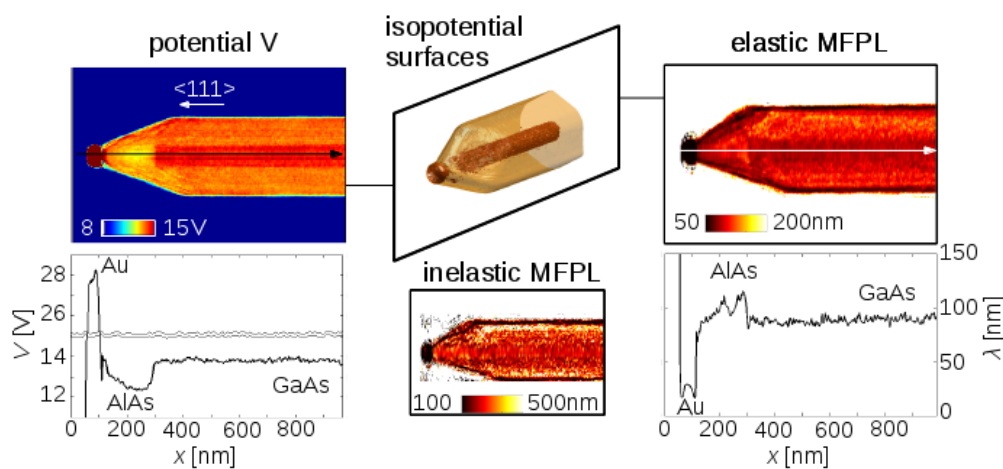 potential V
isopotential
surfaces
elastic MFPL
<111>
8
15V
50
200nm
inelastic MFPL
100
500nm
Au
AlAs
GaAs
28
26
14
12
V [V]
0 200 400 600 800
x [nm]
AlAs
GaAs
Au
150
100
50
0
λ [nm]
0 200 400 600 800
x [nm]